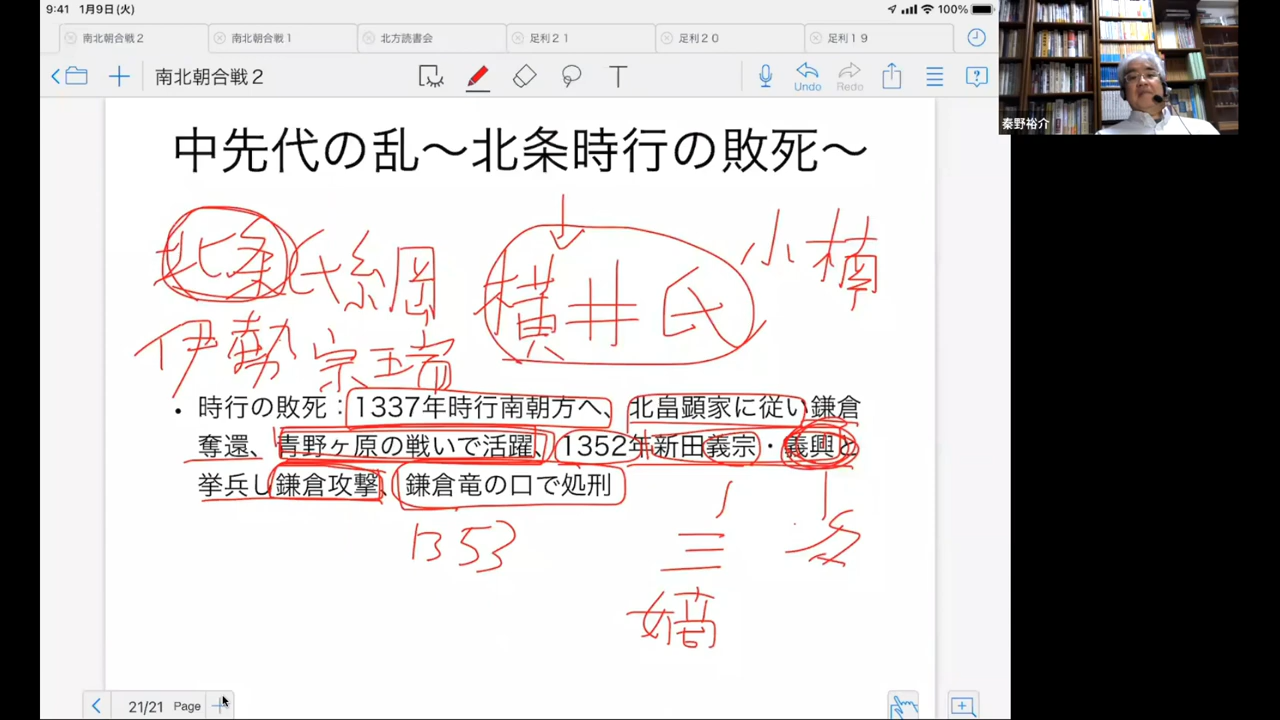 9:41 1月9日(火)
100%
南北朝合戦2
南北朝合戦1
北方読書会
足利21
足利20
足利19
南北朝合戦2
T
Undo
Redo
秦野裕介
中先代の乱〜北条時行の敗死〜
北条氏綱
横井氏
小楠
伊勢宗瑞
• 時行の敗死：1337年時行南朝方へ、北畠顕家に従い鎌倉
奪還、青野ヶ原の戦いで活躍、1352年新田義宗・義興と
挙兵し鎌倉攻撃、鎌倉竜の口で処刑
1353
三
嫡
21/21 Page